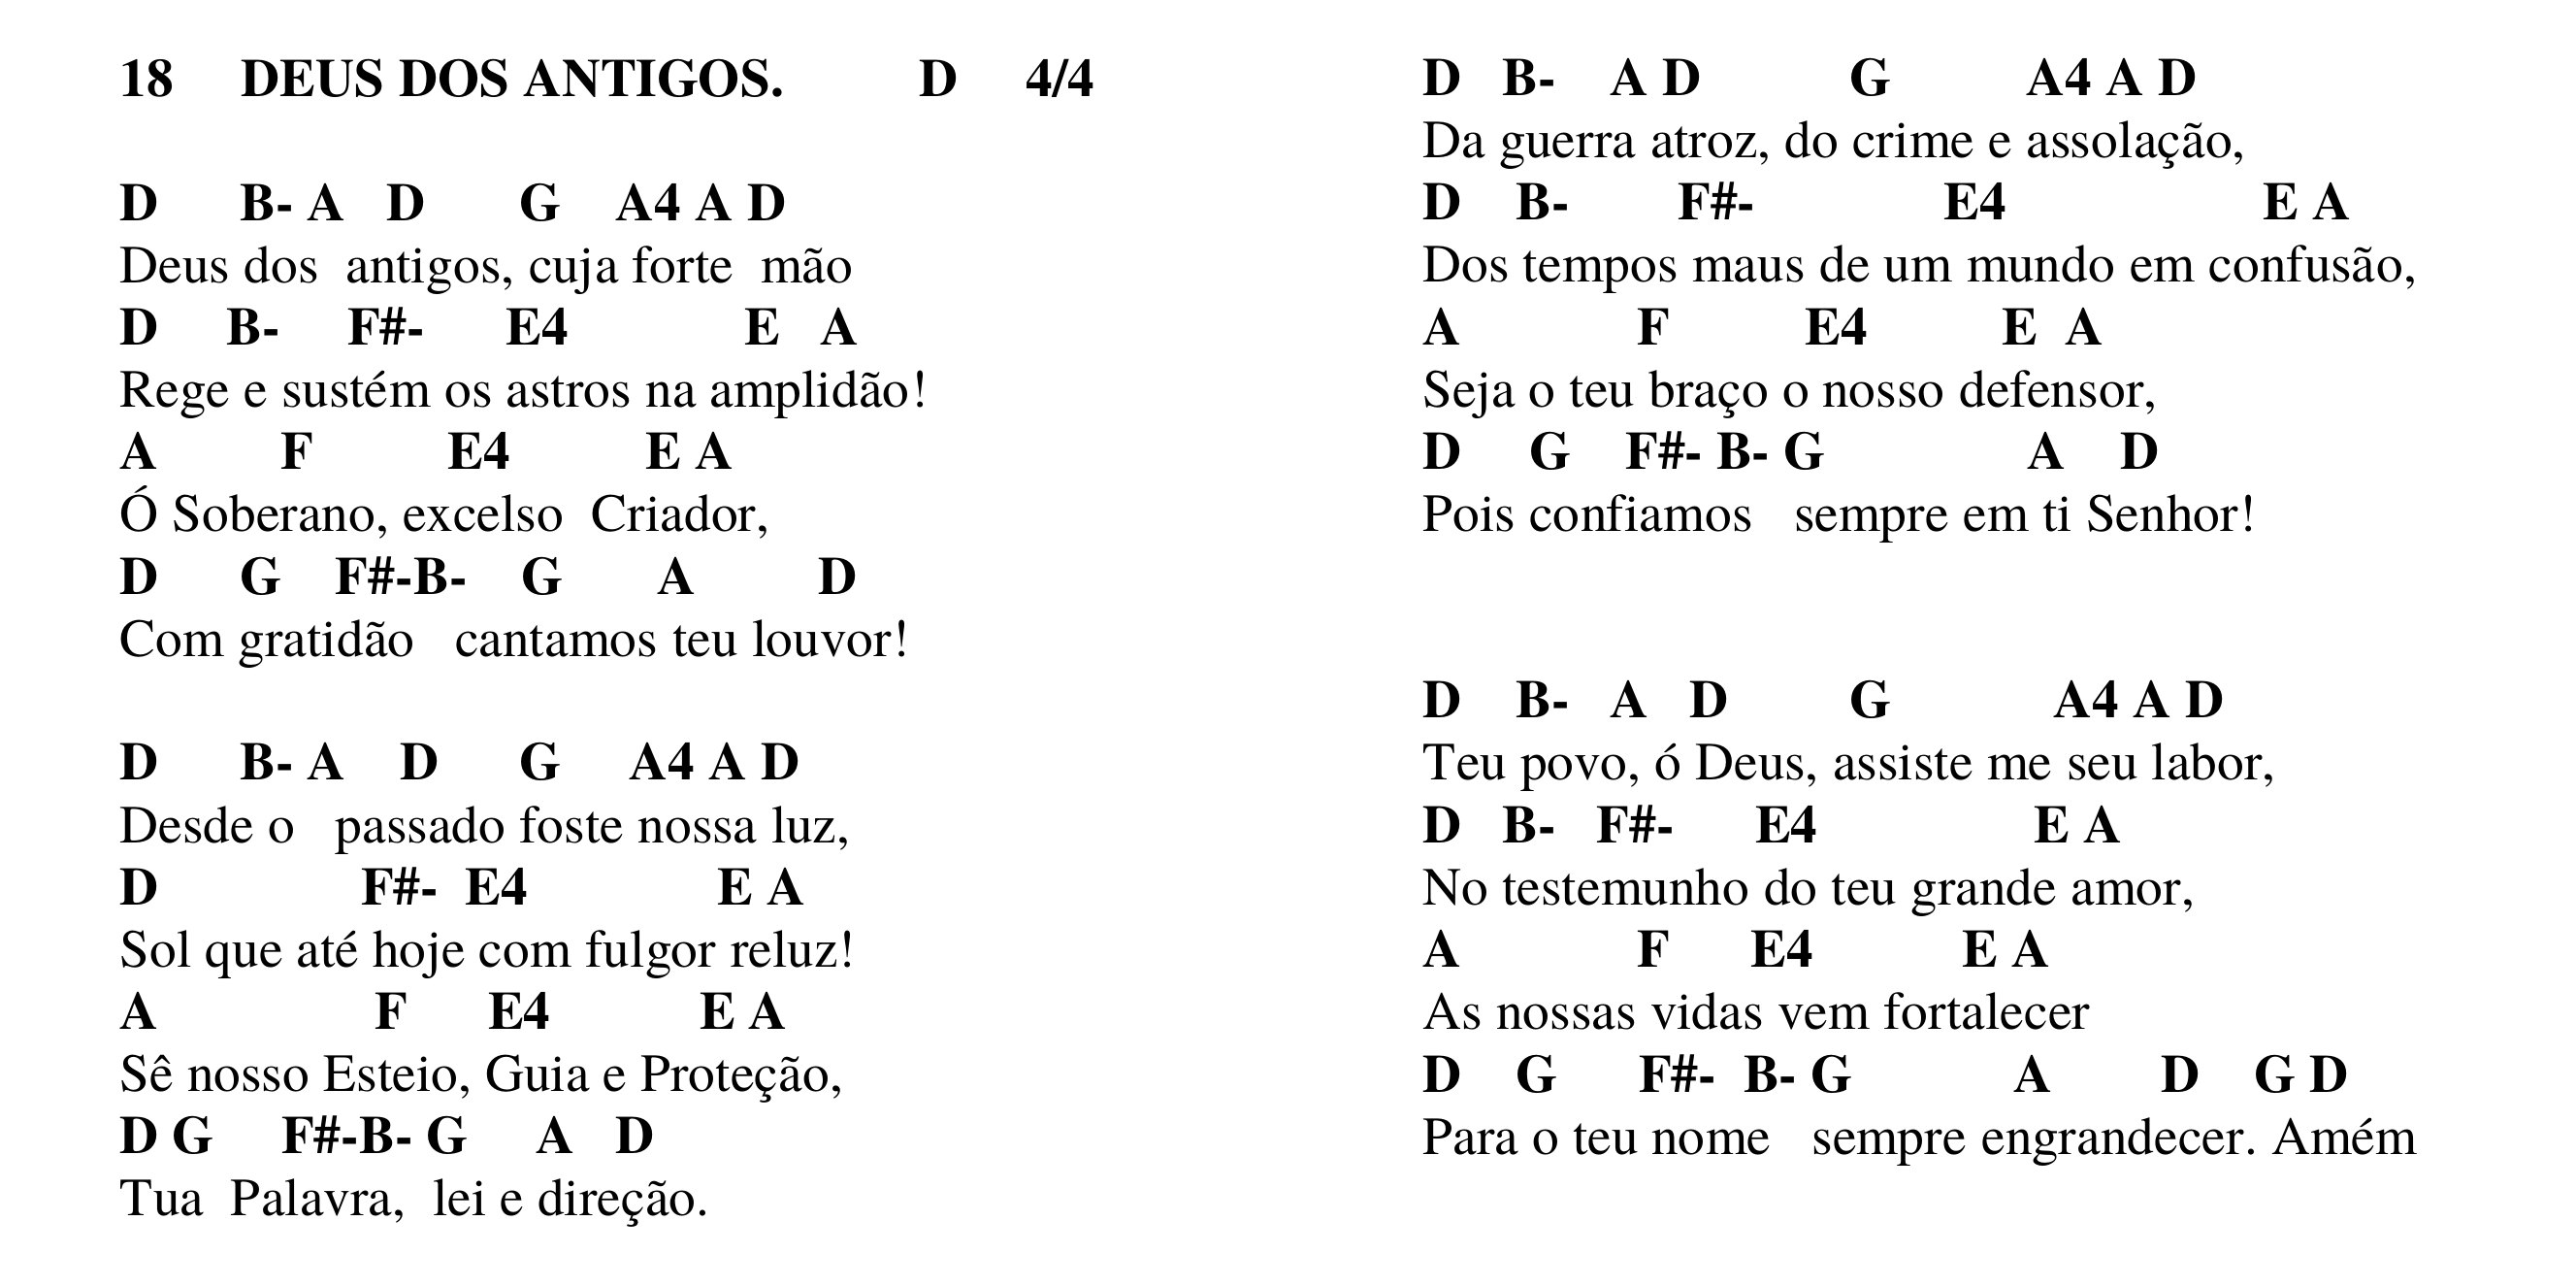 18 DEUS DOS ANTIGOS. D 4/4
D B- A D G A4 A D
Deus dos antigos, cuja forte mão
D B- F#- E4 E A
Rege e sustém os astros na amplidão!
A F E4 E A
Ó Soberano, excelso Criador,
D G F#-B- G A D
Com gratidão cantamos teu louvor!
D B- A D G A4 A D
Desde o passado foste nossa luz,
D F#- E4 E A
Sol que até hoje com fulgor reluz!
A F E4 E A
Sê nosso Esteio, Guia e Proteção,
D G F#-B- G A D
Tua Palavra, lei e direção.
D B- A D G A4 A D
Da guerra atroz, do crime e assolação,
D B- F#- E4 E A
Dos tempos maus de um mundo em confusão,
A F E4 E A
Seja o teu braço o nosso defensor,
D G F#- B- G A D
Pois confiamos sempre em ti Senhor!
D B- A D G A4 A D
Teu povo, ó Deus, assiste me seu labor,
D B- F#- E4 E A
No testemunho do teu grande amor,
A F E4 E A
As nossas vidas vem fortalecer
D G F#- B- G A D G D
Para o teu nome sempre engrandecer. Amém